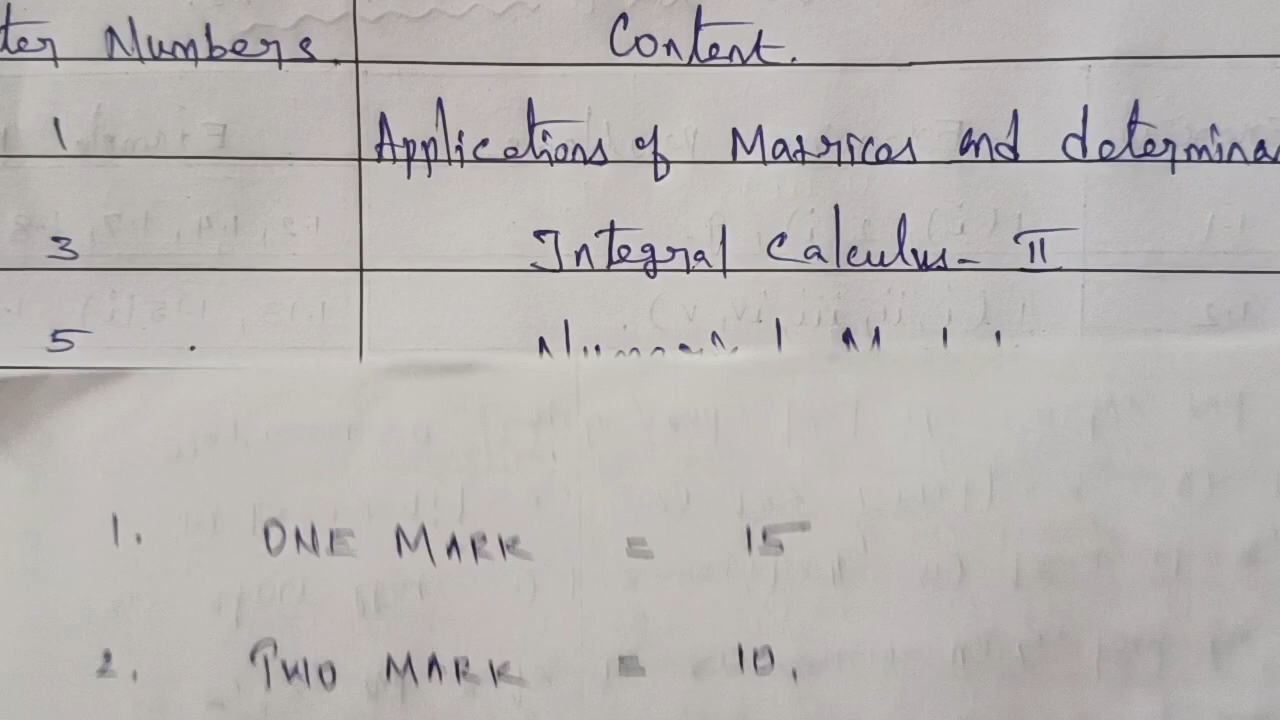 ter Numbers. Content.
1 Applications of Matrices and determina
3 Integral Calculus - II
5
1. ONE MARK = 15
2. TWO MARK = 10.